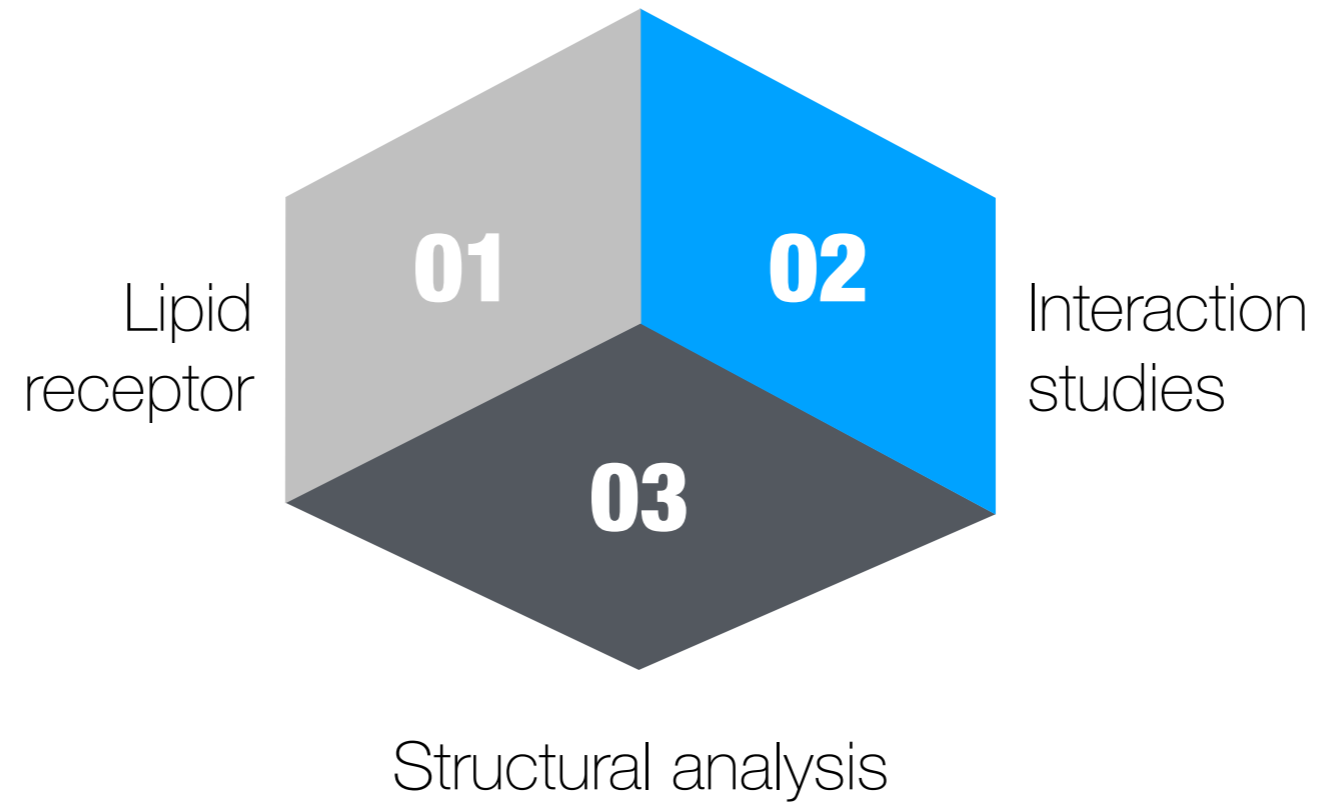 01
02
Lipid
receptor
Interaction
studies
03
Structural analysis